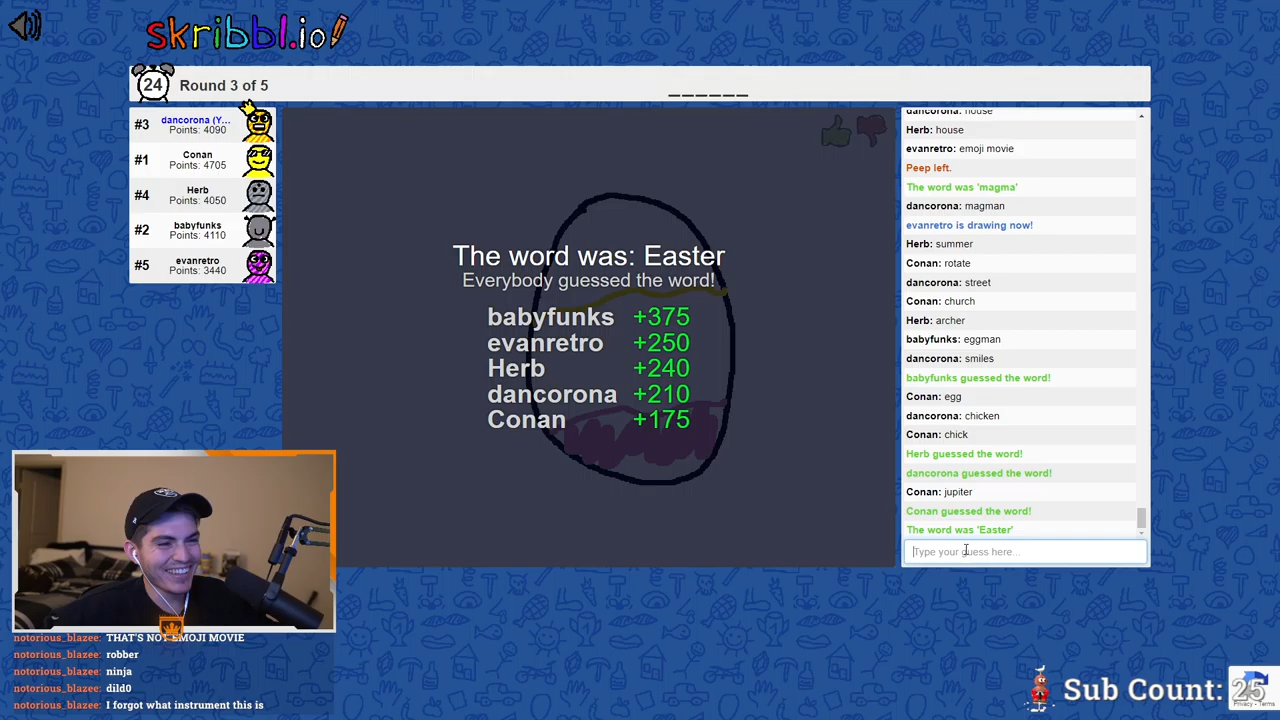 skribbl.io!
24
Round 3 of 5
______
#3
dancorona (Y...
Points: 4090
#1
Conan
Points: 4705
#4
Herb
Points: 4050
#2
babyfunks
Points: 4110
#5
evanretro
Points: 3440
The word was: Easter
Everybody guessed the word!
babyfunks +375
evanretro +250
Herb +240
dancorona +210
Conan +175
dancorona: house
Herb: house
evanretro: emoji movie
Peep left.
The word was 'magma'
dancorona: magman
evanretro is drawing now!
Herb: summer
Conan: rotate
dancorona: street
Conan: church
Herb: archer
babyfunks: eggman
dancorona: smiles
babyfunks guessed the word!
Conan: egg
dancorona: chicken
Conan: chick
Herb guessed the word!
dancorona guessed the word!
Conan: jupiter
Conan guessed the word!
The word was 'Easter'
Type your guess here...
notorious_blazee: THAT'S NOT EMOJI MOVIE
notorious_blazee: robber
notorious_blazee: ninja
notorious_blazee: dild0
notorious_blazee: I forgot what instrument this is
Sub Count: 25
Privacy - Terms